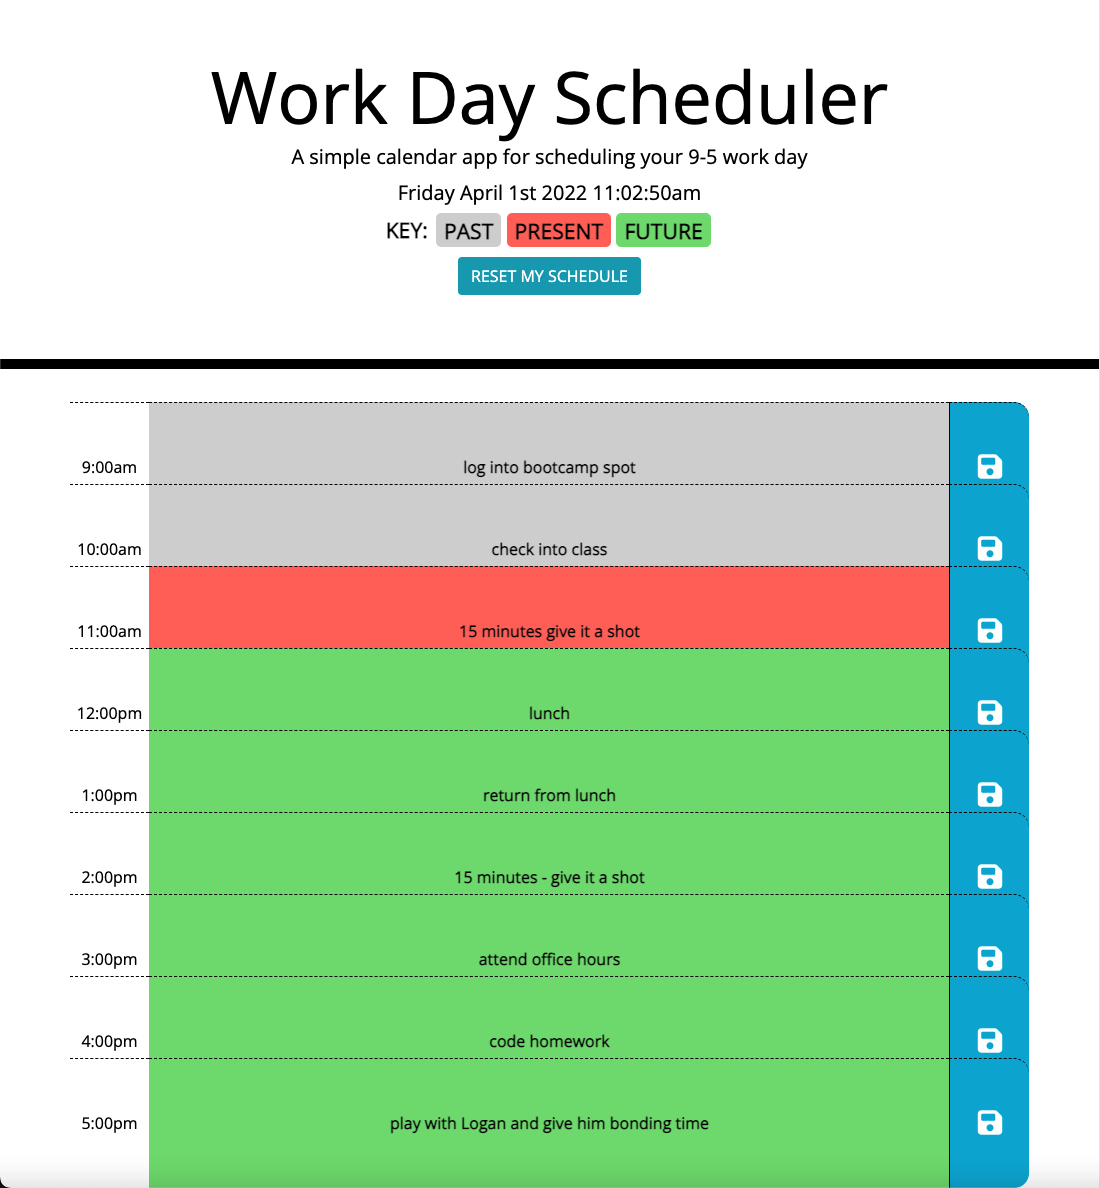 Work Day Scheduler
A simple calendar app for scheduling your 9-5 work day
Friday April 1st 2022 11:02:50am
KEY: PAST PRESENT FUTURE
RESET MY SCHEDULE
9:00am log into bootcamp spot
10:00am check into class
11:00am 15 minutes give it a shot
12:00pm lunch
1:00pm return from lunch
2:00pm 15 minutes - give it a shot
3:00pm attend office hours
4:00pm code homework
5:00pm play with Logan and give him bonding time